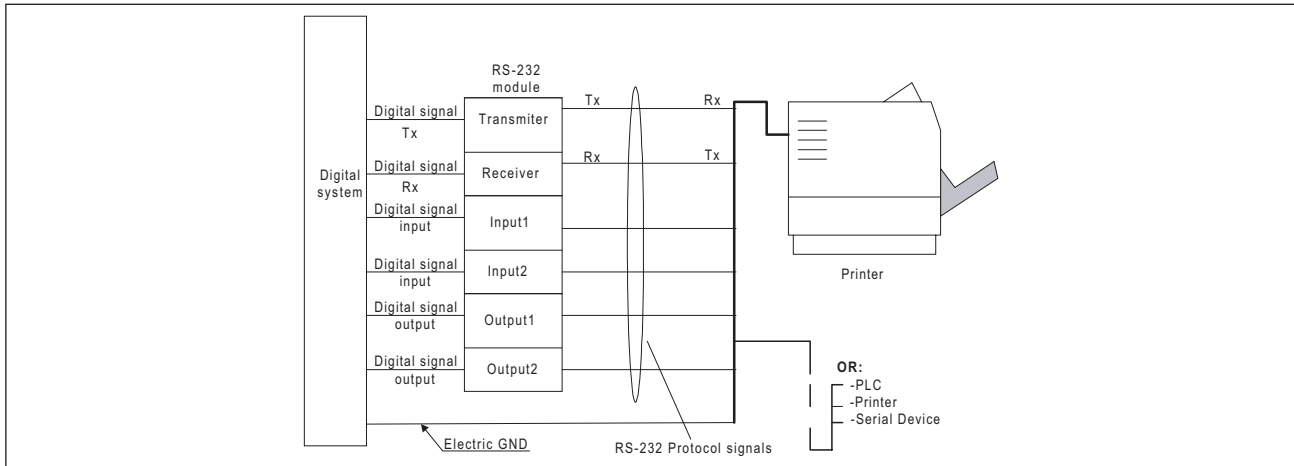 RS-232
module
Tx
Rx
Digital signal
Tx
Transmiter
Rx
Tx
Digital signal
Rx
Receiver
Digital
system
Digital signal
input
Input1
Digital signal
input
Input2
Printer
Digital signal
output
Output1
Digital signal
output
Output2
OR:
-PLC
-Printer
-Serial Device
Electric GND
RS-232 Protocol signals